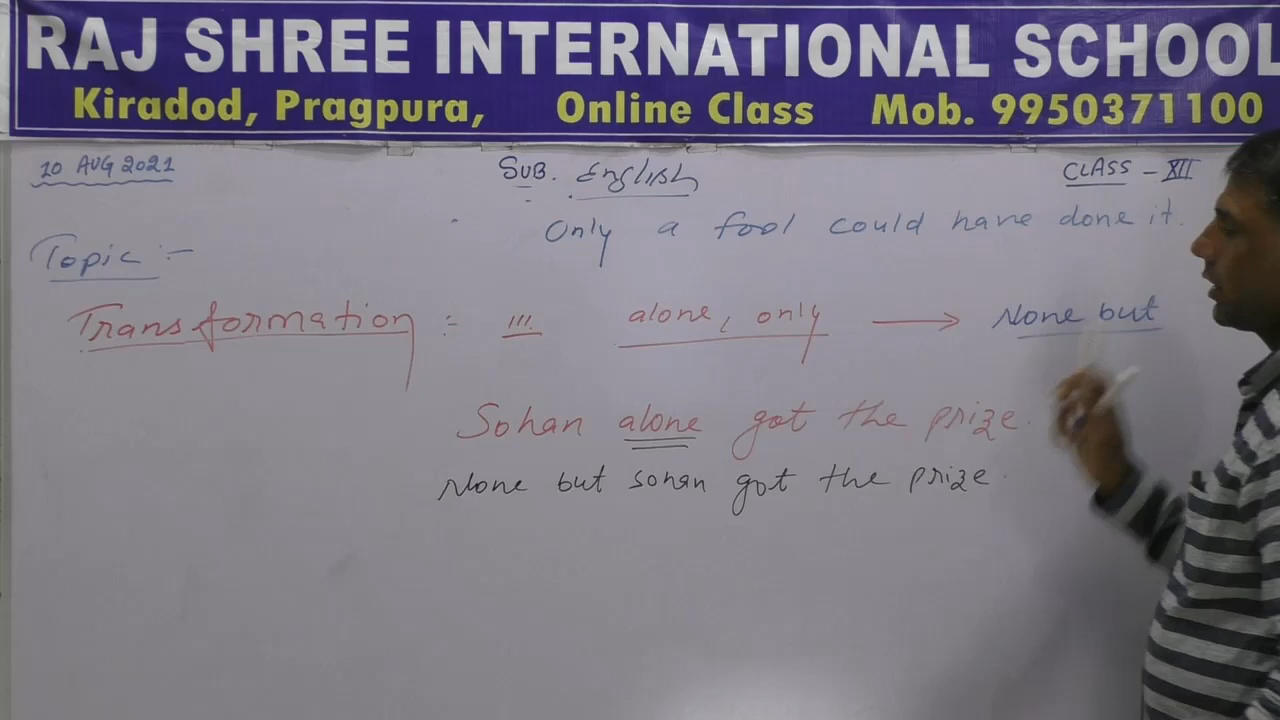 RAJ SHREE INTERNATIONAL SCHOOL
Kiradod, Pragpura, Online Class Mob. 9950371100
10 AUG 2021 SUB. English CLASS - XII
Only a fool could have done it.
Topic :-
Transformation :- III alone, only → None but
Sohan alone got the prize.
None but sohan got the prize.